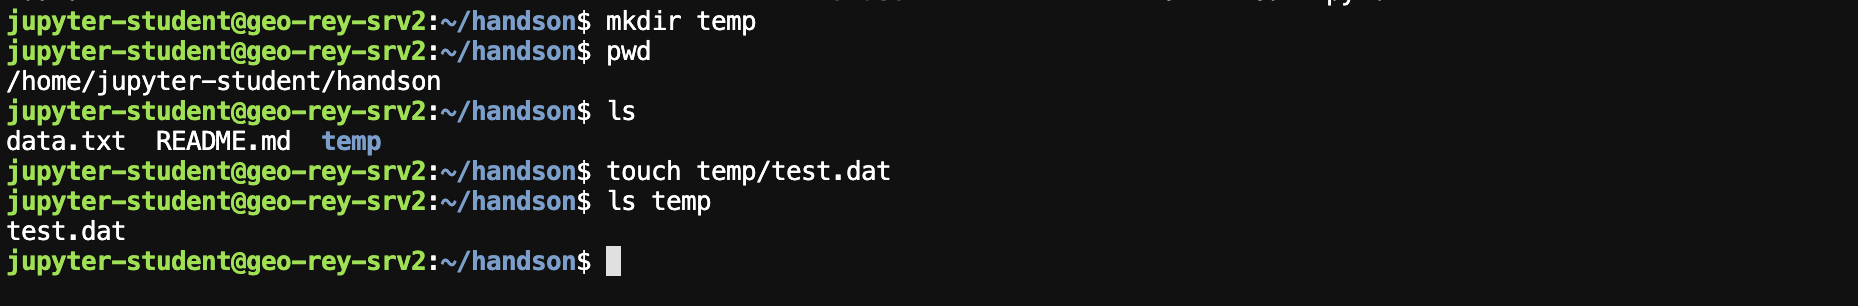 jupyter-student@geo-rey-srv2:~/handson$ mkdir temp
jupyter-student@geo-rey-srv2:~/handson$ pwd
/home/jupyter-student/handson
jupyter-student@geo-rey-srv2:~/handson$ ls
data.txt  README.md  temp
jupyter-student@geo-rey-srv2:~/handson$ touch temp/test.dat
jupyter-student@geo-rey-srv2:~/handson$ ls temp
test.dat
jupyter-student@geo-rey-srv2:~/handson$